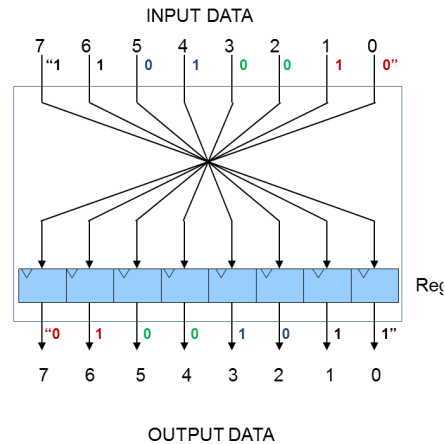 INPUT DATA
7 6 5 4 3 2 1 0
“1 1 0 1 0 0 1 0”
Reg
“0 1 0 0 1 0 1 1”
7 6 5 4 3 2 1 0
OUTPUT DATA